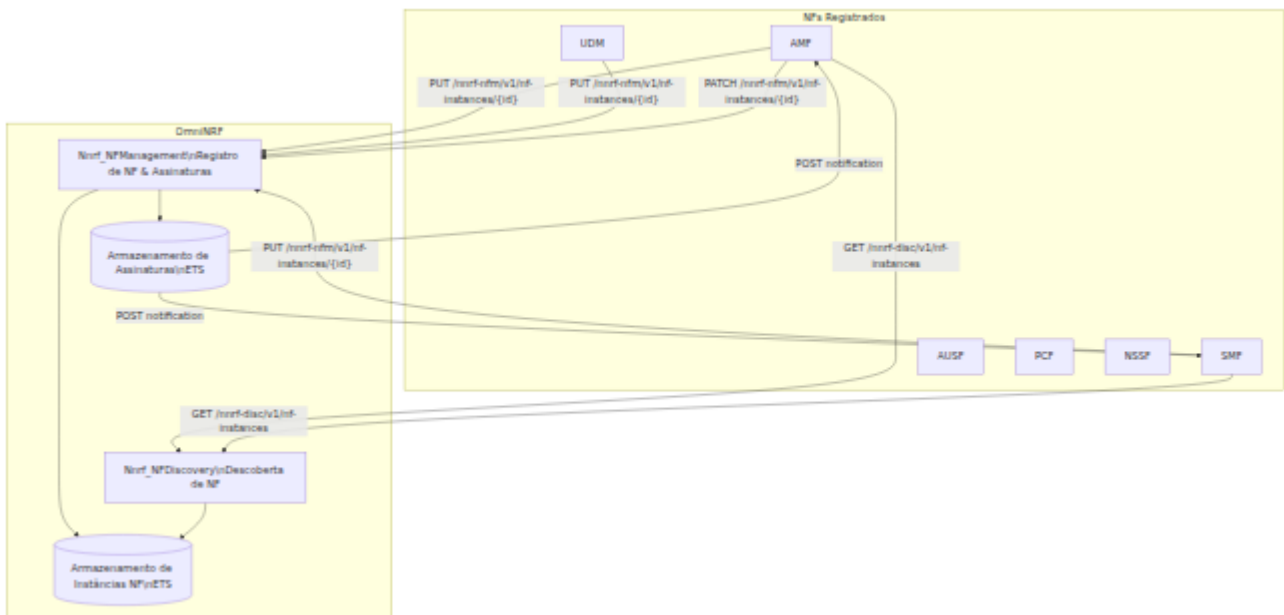 NFs Registrados
UDM
AMF
PUT /nnrf-nfm/v1/nf-
instances/{id}
PUT /nnrf-nfm/v1/nf-
instances/{id}
PATCH /nnrf-nfm/v1/nf-
instances/{id}
OmniNRF
Nnrf_NFManagement\nRegistro
de NF & Assinaturas
POST notification
Armazenamento de
Assinaturas\nETS
PUT /nnrf-nfm/v1/nf-
instances/{id}
GET /nnrf-disc/v1/nf-
instances
POST notification
AUSF
PCF
NSSF
SMF
GET /nnrf-disc/v1/nf-
instances
Nnrf_NFDiscovery\nDescoberta
de NF
Armazenamento de
Instâncias NF\nETS